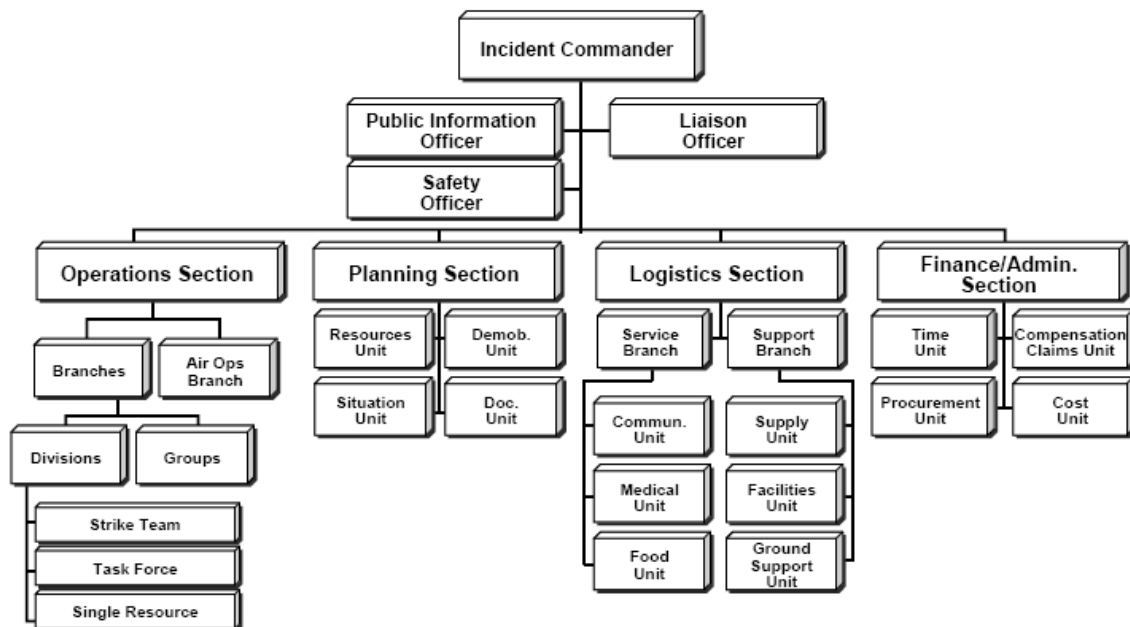 Incident Commander
Public Information
Officer
Liaison
Officer
Safety
Officer
Operations Section
Planning Section
Logistics Section
Finance/Admin.
Section
Branches
Air Ops
Branch
Divisions
Groups
Strike Team
Task Force
Single Resource
Resources
Unit
Demob.
Unit
Situation
Unit
Doc.
Unit
Service
Branch
Support
Branch
Commun.
Unit
Supply
Unit
Medical
Unit
Facilities
Unit
Food
Unit
Ground
Support
Unit
Time
Unit
Compensation
Claims Unit
Procurement
Unit
Cost
Unit